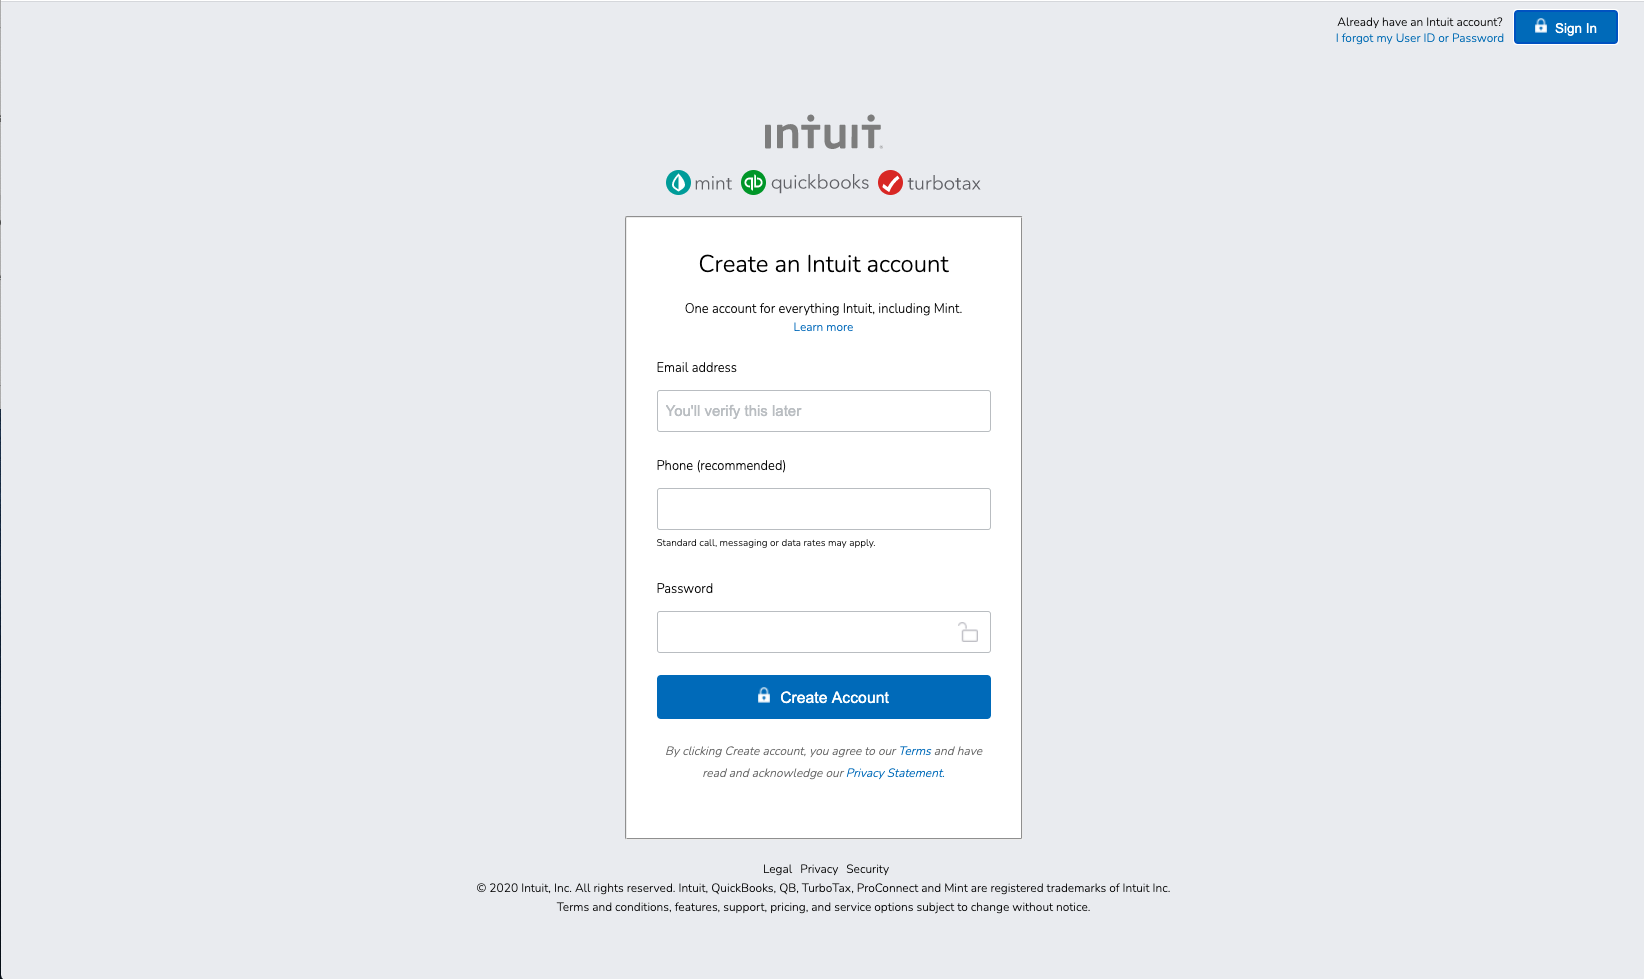 Already have an Intuit account?
I forgot my User ID or Password
Sign In
intuit
mint quickbooks turbotax
Create an Intuit account
One account for everything Intuit, including Mint.
Learn more
Email address
You'll verify this later
Phone (recommended)
Standard call, messaging or data rates may apply.
Password
Create Account
By clicking Create account, you agree to our Terms and have
read and acknowledge our Privacy Statement.
Legal Privacy Security
© 2020 Intuit, Inc. All rights reserved. Intuit, QuickBooks, QB, TurboTax, ProConnect and Mint are registered trademarks of Intuit Inc.
Terms and conditions, features, support, pricing, and service options subject to change without notice.